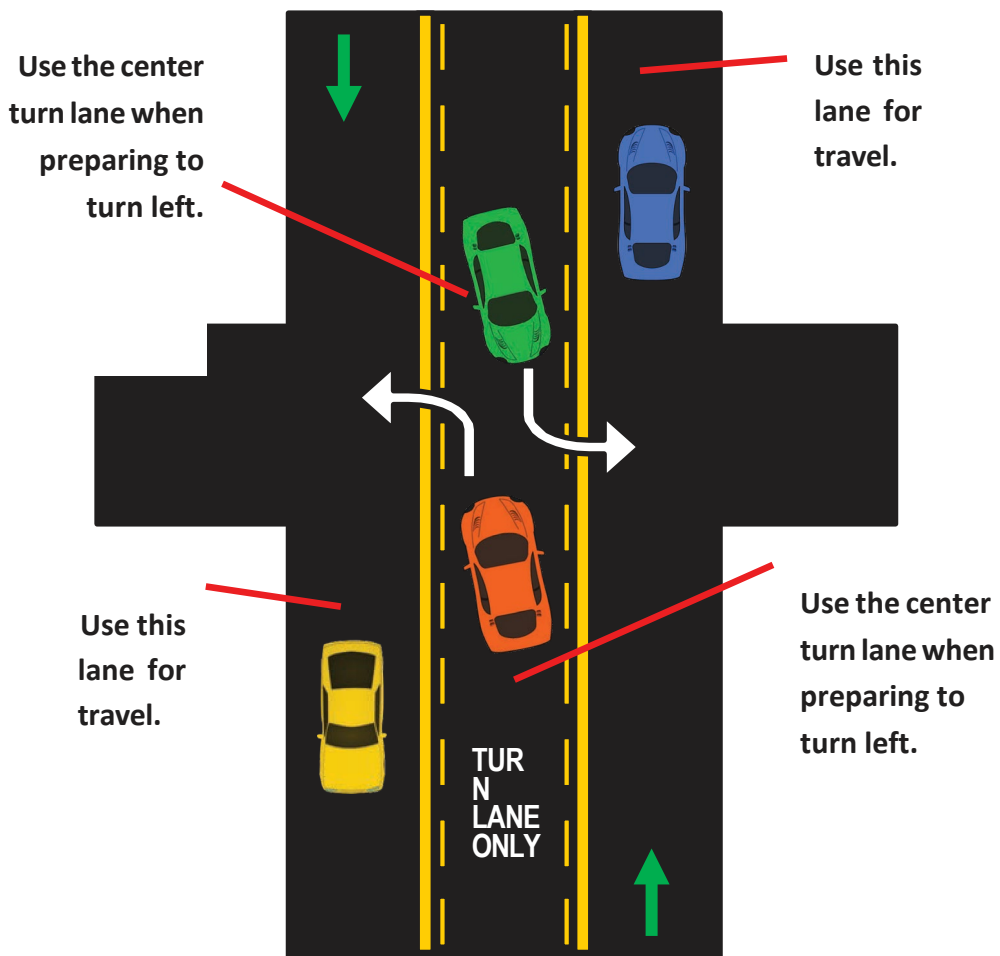 Use the center
turn lane when
preparing to
turn left.
Use this
lane for
travel.
Use this
lane for
travel.
Use the center
turn lane when
preparing to
turn left.
TUR
N
LANE
ONLY